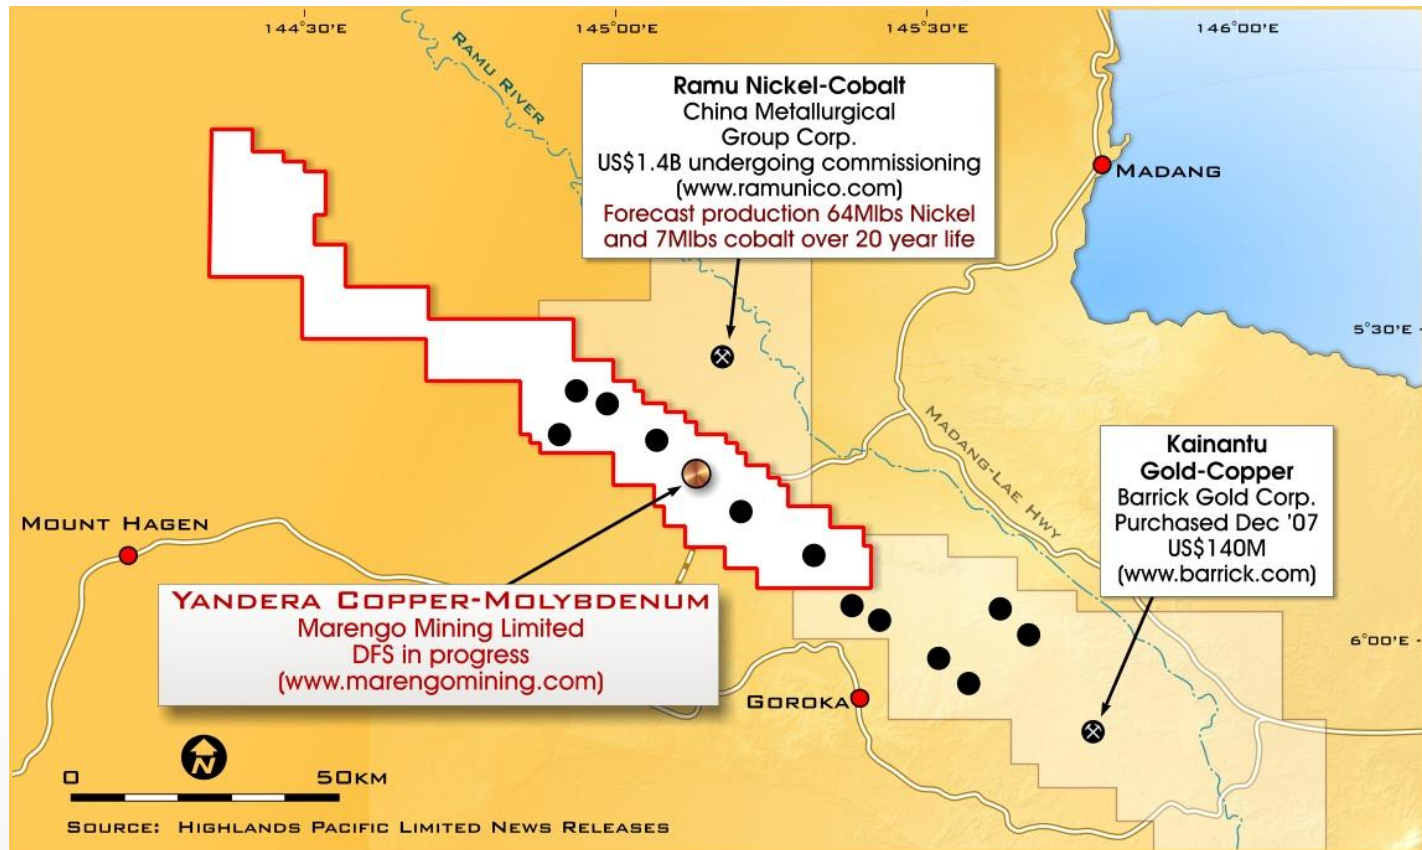 144°30'E
145°00'E
145°30'E
146°00'E
RAMU RIVER
Ramu Nickel-Cobalt
China Metallurgical
Group Corp.
US$1.4B undergoing commissioning
(www.ramunico.com)
Forecast production 64Mlbs Nickel
and 7Mlbs cobalt over 20 year life
MADANG
5°30'E
MADANG-LAE HWY
Kainantu
Gold-Copper
Barrick Gold Corp.
Purchased Dec '07
US$140M
(www.barrick.com)
MOUNT HAGEN
YANDERA COPPER-MOLYBDENUM
Marengo Mining Limited
DFS in progress
(www.marengomining.com)
6°00'E
GOROKA
N
0 50KM
SOURCE: HIGHLANDS PACIFIC LIMITED NEWS RELEASES